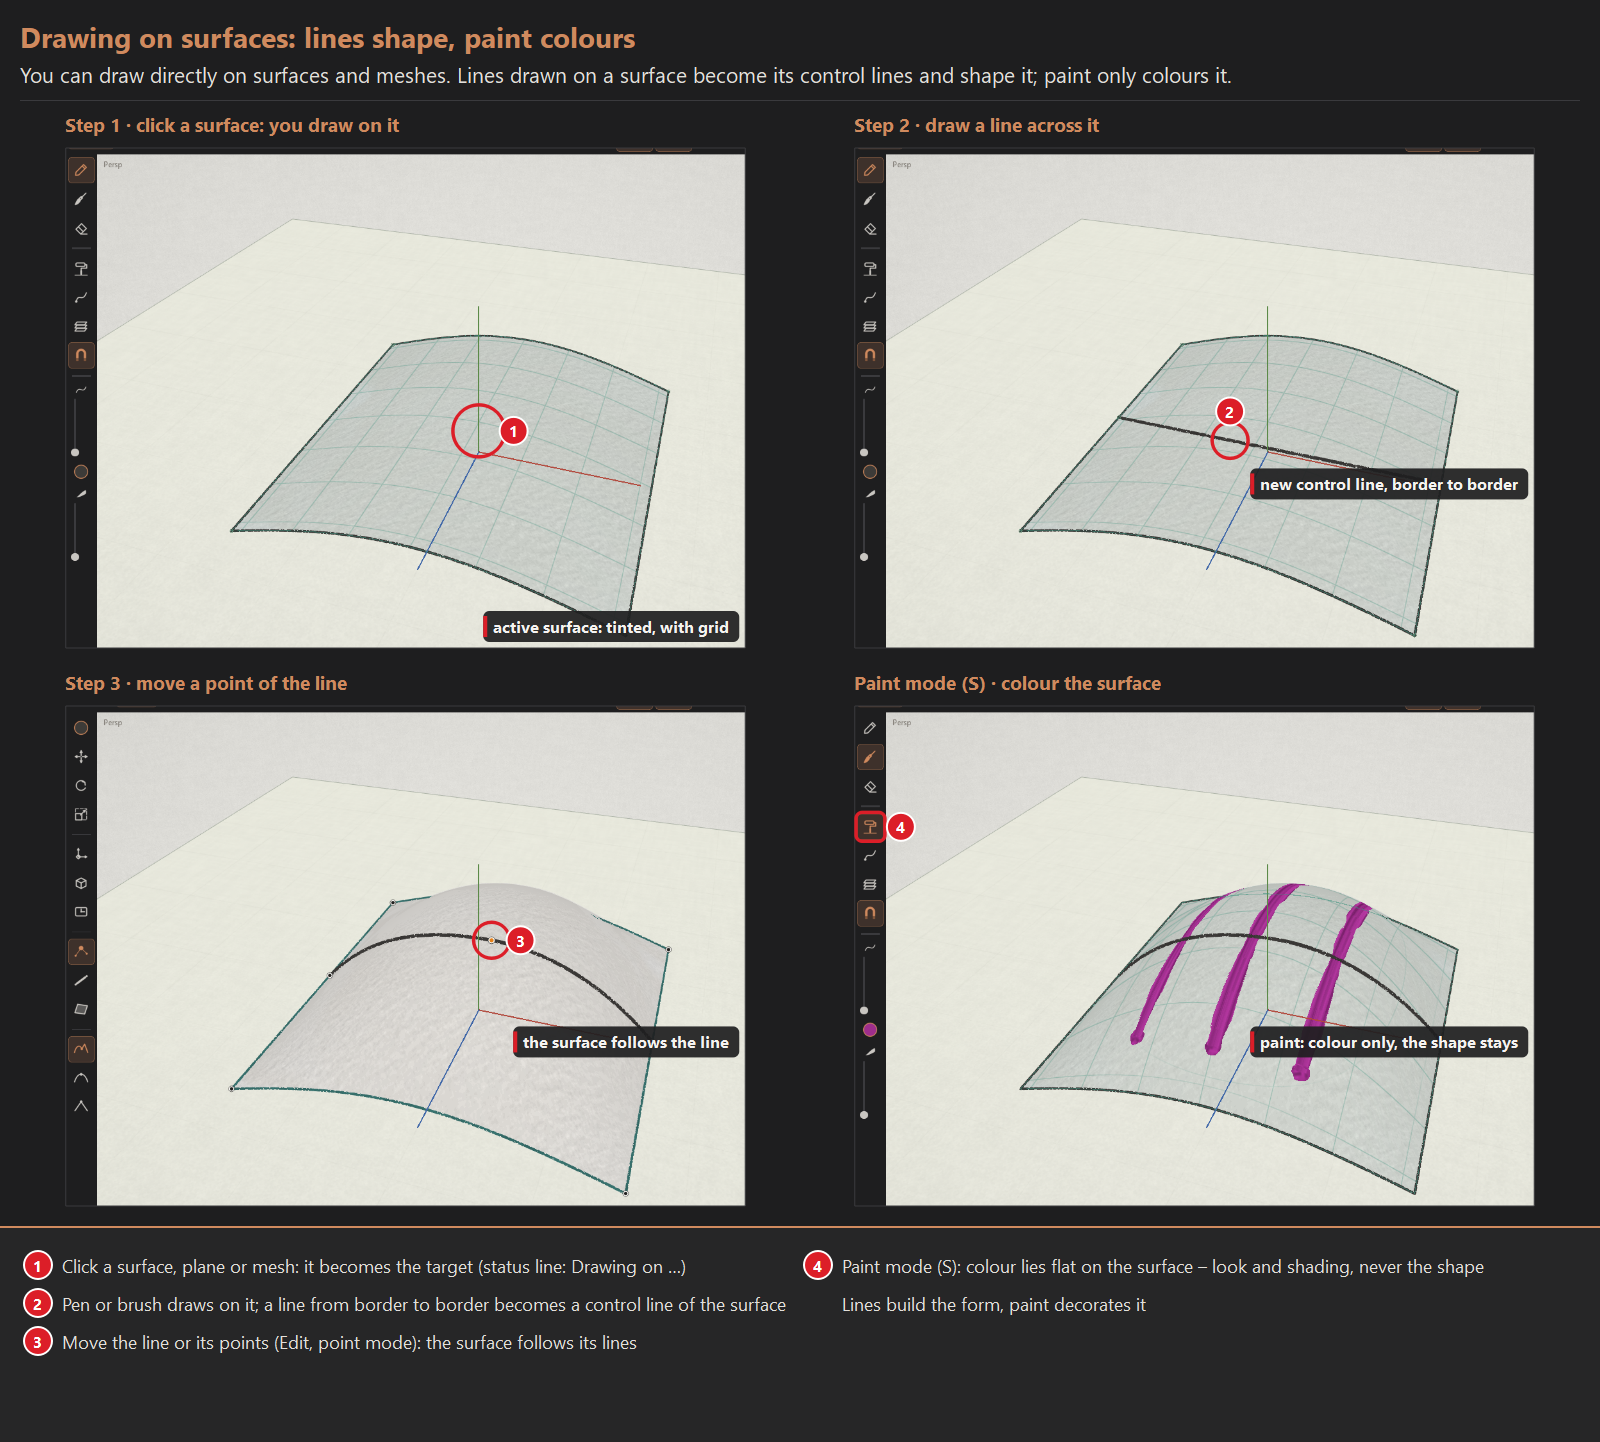 Drawing on surfaces: lines shape, paint colours
You can draw directly on surfaces and meshes. Lines drawn on a surface become its control lines and shape it; paint only colours it.
Step 1 · click a surface: you draw on it
Persp
1
active surface: tinted, with grid
Step 2 · draw a line across it
Persp
2
new control line, border to border
Step 3 · move a point of the line
Persp
3
the surface follows the line
Paint mode (S) · colour the surface
Persp
4
paint: colour only, the shape stays
1 Click a surface, plane or mesh: it becomes the target (status line: Drawing on ...)
2 Pen or brush draws on it; a line from border to border becomes a control line of the surface
3 Move the line or its points (Edit, point mode): the surface follows its lines
4 Paint mode (S): colour lies flat on the surface – look and shading, never the shape
Lines build the form, paint decorates it